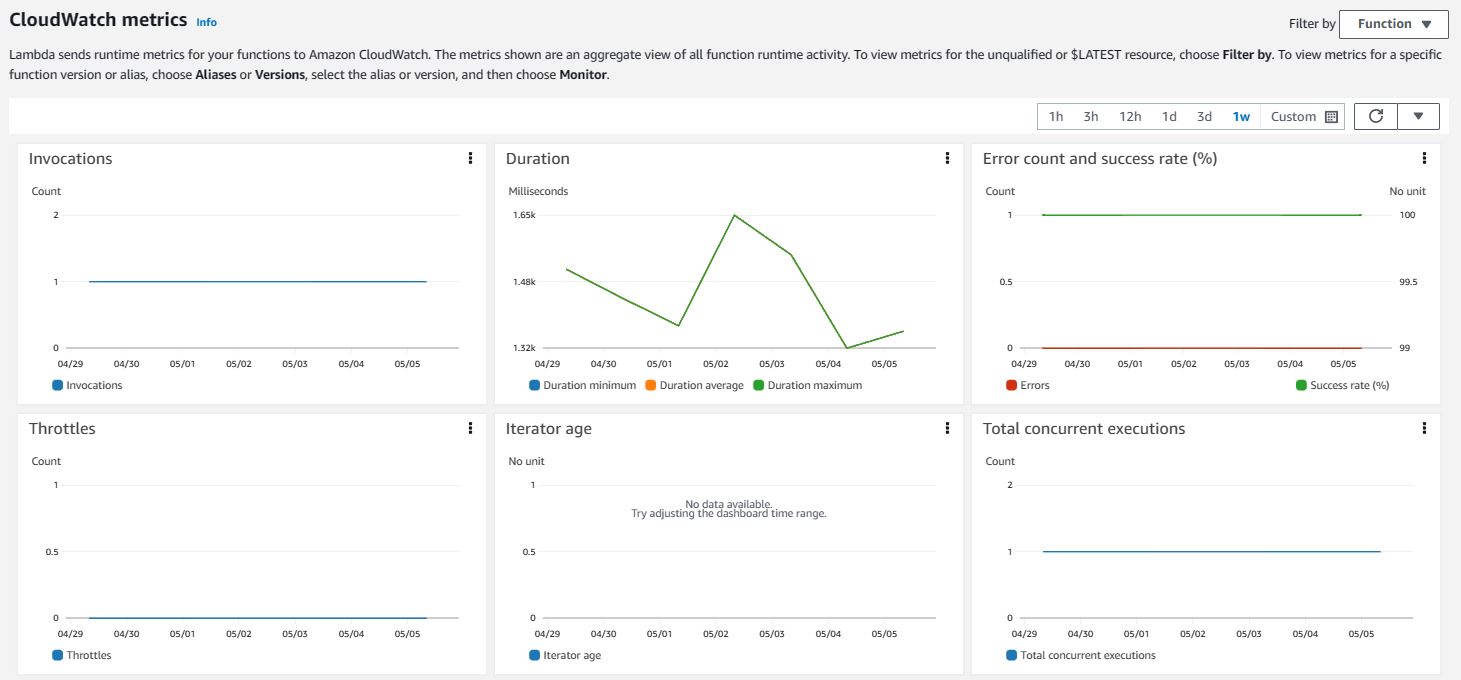 CloudWatch metrics Info
Filter by Function
Lambda sends runtime metrics for your functions to Amazon CloudWatch. The metrics shown are an aggregate view of all function runtime activity. To view metrics for the unqualified or $LATEST resource, choose Filter by. To view metrics for a specific
function version or alias, choose Aliases or Versions, select the alias or version, and then choose Monitor.
1h 3h 12h 1d 3d 1w Custom
Invocations
Count
2
1
0
04/29 04/30 05/01 05/02 05/03 05/04 05/05
Invocations
Duration
Milliseconds
1.65k
1.48k
1.32k
04/29 04/30 05/01 05/02 05/03 05/04 05/05
Duration minimum Duration average Duration maximum
Error count and success rate (%)
Count No unit
1 100
0.5 99.5
0 99
04/29 04/30 05/01 05/02 05/03 05/04 05/05
Errors Success rate (%)
Throttles
Count
1
0.5
0
04/29 04/30 05/01 05/02 05/03 05/04 05/05
Throttles
Iterator age
No unit
1
No data available.
Try adjusting the dashboard time range.
0.5
0
04/29 04/30 05/01 05/02 05/03 05/04 05/05
Iterator age
Total concurrent executions
Count
2
1
0
04/29 04/30 05/01 05/02 05/03 05/04 05/05
Total concurrent executions